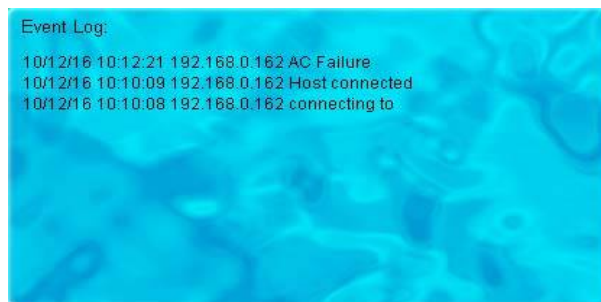 Event Log:
10/12/16 10:12:21 192.168.0.162 AC Failure
10/12/16 10:10:09 192.168.0.162 Host connected
10/12/16 10:10:08 192.168.0.162 connecting to